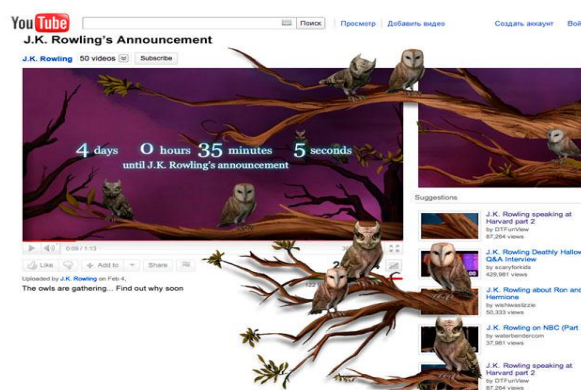 YouTube
Поиск
Просмотр
Добавить видео
Создать аккаунт
J.K. Rowling's Announcement
J.K. Rowling 50 videos Subscribe
4 days 0 hours 35 minutes 5 seconds
until J.K. Rowling's announcement
Suggestions
J.K. Rowling speaking at
Harvard part 2
by DTFunView
87,264 views
J.K. Rowling Deathly Hallow
Q&A Interview
by scaryforkids
429,981 views
J.K. Rowling about Ron and
Hermione
by wishiwaslizzie
50,333 views
J.K. Rowling on NBC (Part
by waterbendercom
37,981 views
J.K. Rowling speaking at
Harvard part 2
by DTFunView
87,264 views
0:09 / 1:13
Like
Add to
Share
Uploaded by J.K. Rowling on Feb 4,
The owls are gathering... Find out why soon